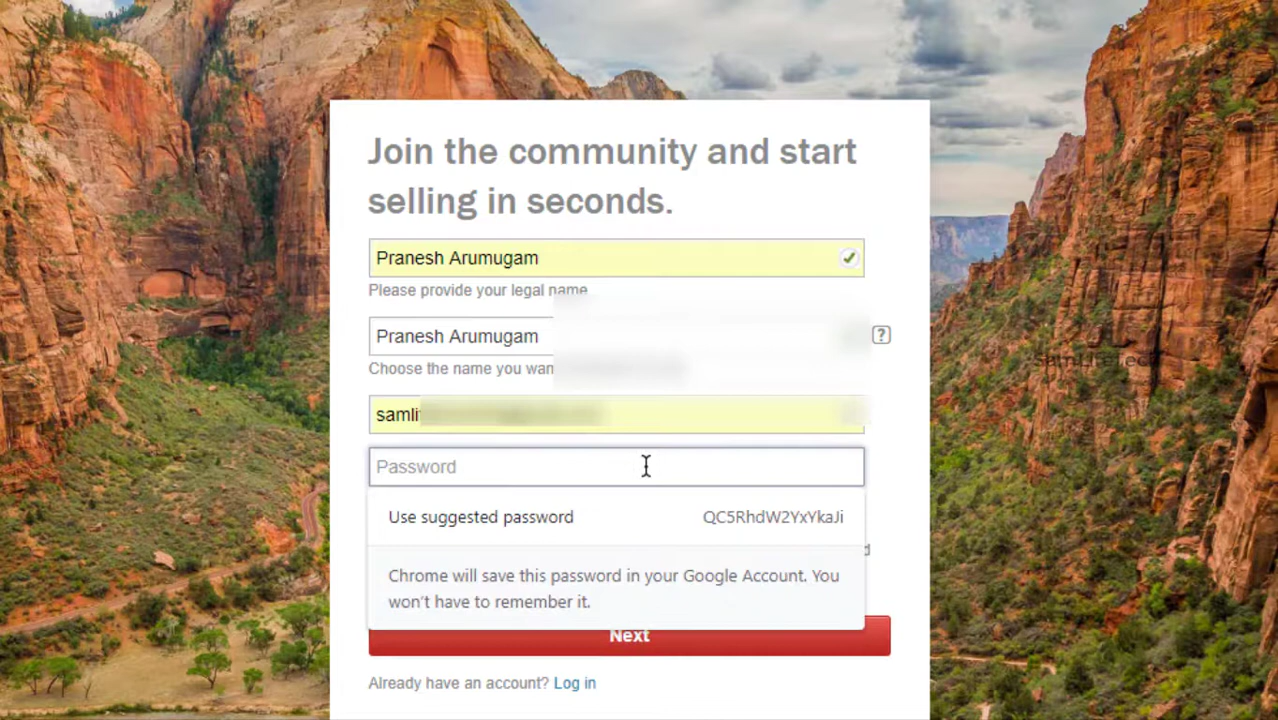 Join the community and start
selling in seconds.
Pranesh Arumugam
Please provide your legal name
Pranesh Arumugam
?
Choose the name you wan
samli
Password
Use suggested password QC5RhdW2YxYkaJi
Chrome will save this password in your Google Account. You
won't have to remember it.
Next
Already have an account? Log in